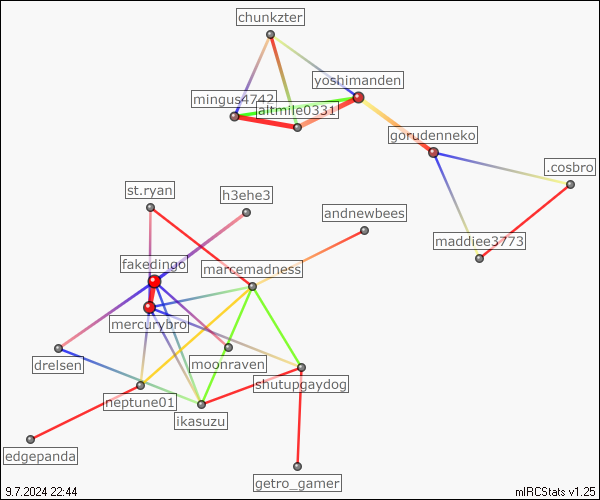 chunkzter
yoshimanden
mingus4742
altmile0331
gorudenneko
.cosbro
st.ryan
h3ehe3
andnewbees
maddiee3773
fakedingo
marcemadness
mercurybro
drelsen
moonraven
shutupgaydog
neptune01
ikasuzu
edgepanda
getro_gamer
9.7.2024 22:44
mIRCStats v1.25